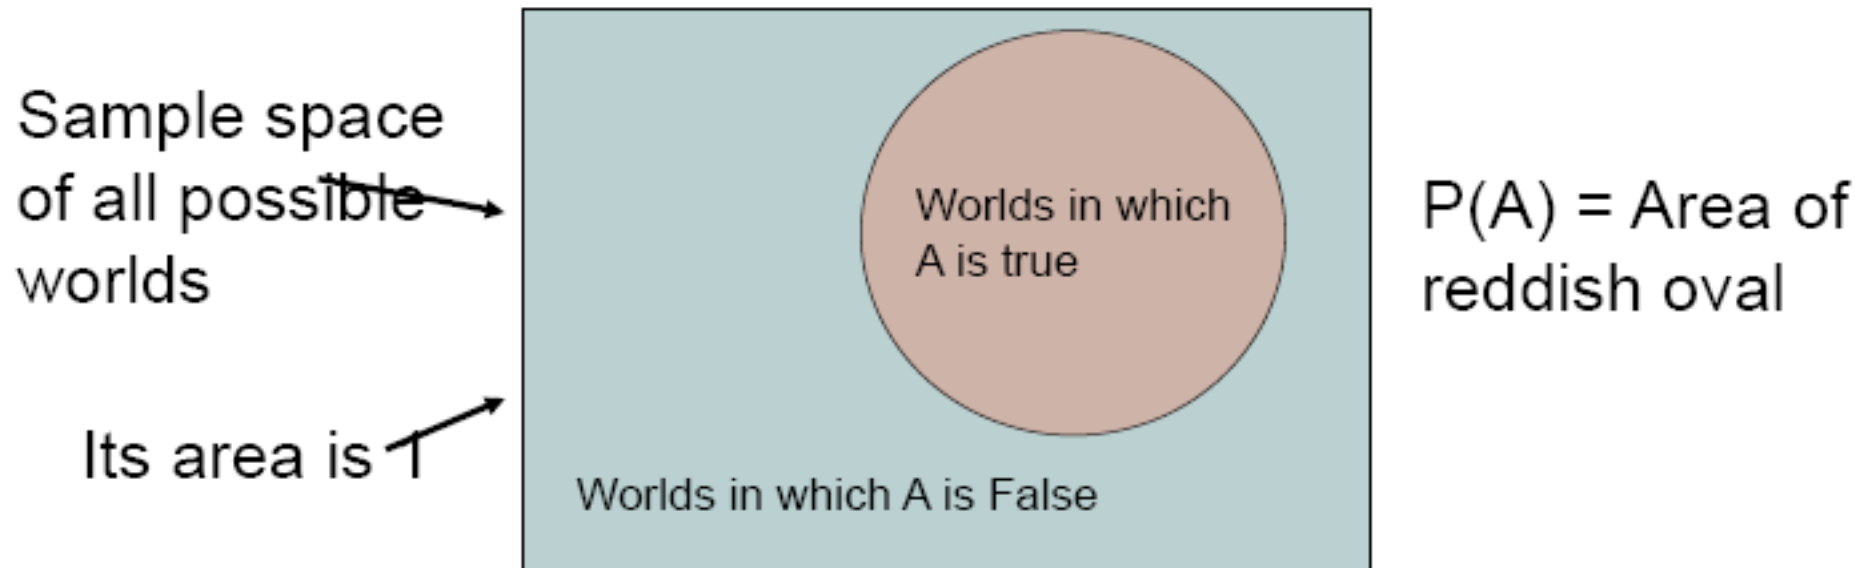 Sample space
of all possible
worlds
Its area is 1
Worlds in which
A is true
Worlds in which A is False
P(A) = Area of
reddish oval